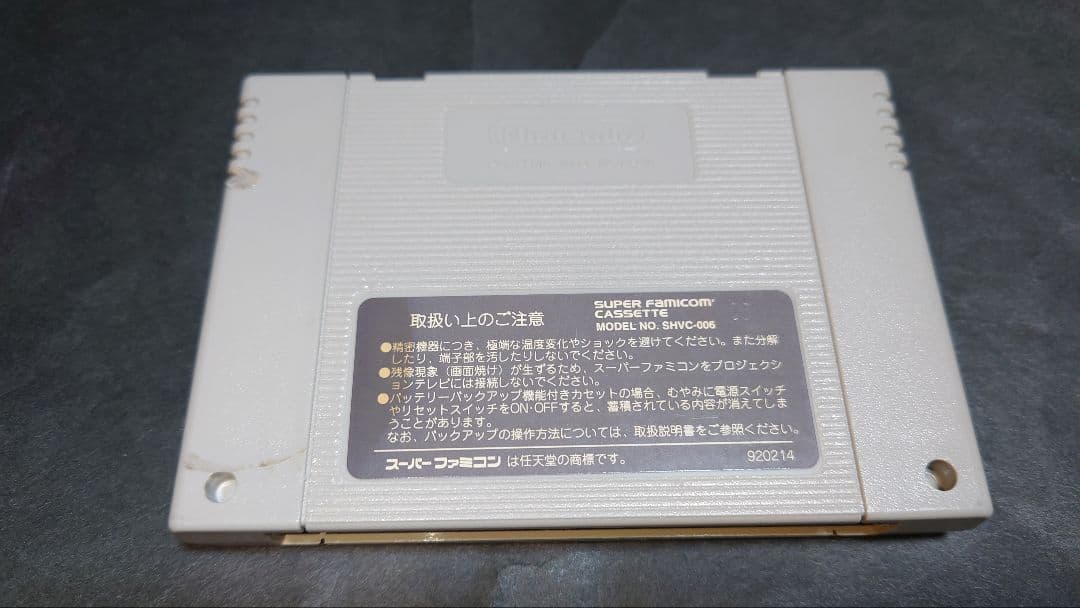 Nintendo
取扱い上のご注意
SUPER FAMICOM
CASSETTE
MODEL NO. SHVC-006
●精密機器につき、極端な温度変化やショックを避けてください。また分解
したり、端子部を汚したりしないでください。
●残像現象（画面焼け）が生ずるため、スーパーファミコンをプロジェクシ
ョンテレビには接続しないでください。
●バッテリーバックアップ機能付きカセットの場合、むやみに電源スイッチ
やリセットスイッチをON·OFFすると、蓄積されている内容が消えてしま
うことがあります。
なお、バックアップの操作方法については、取扱説明書をご参照ください。
スーパーファミコン は任天堂の商標です。
920214